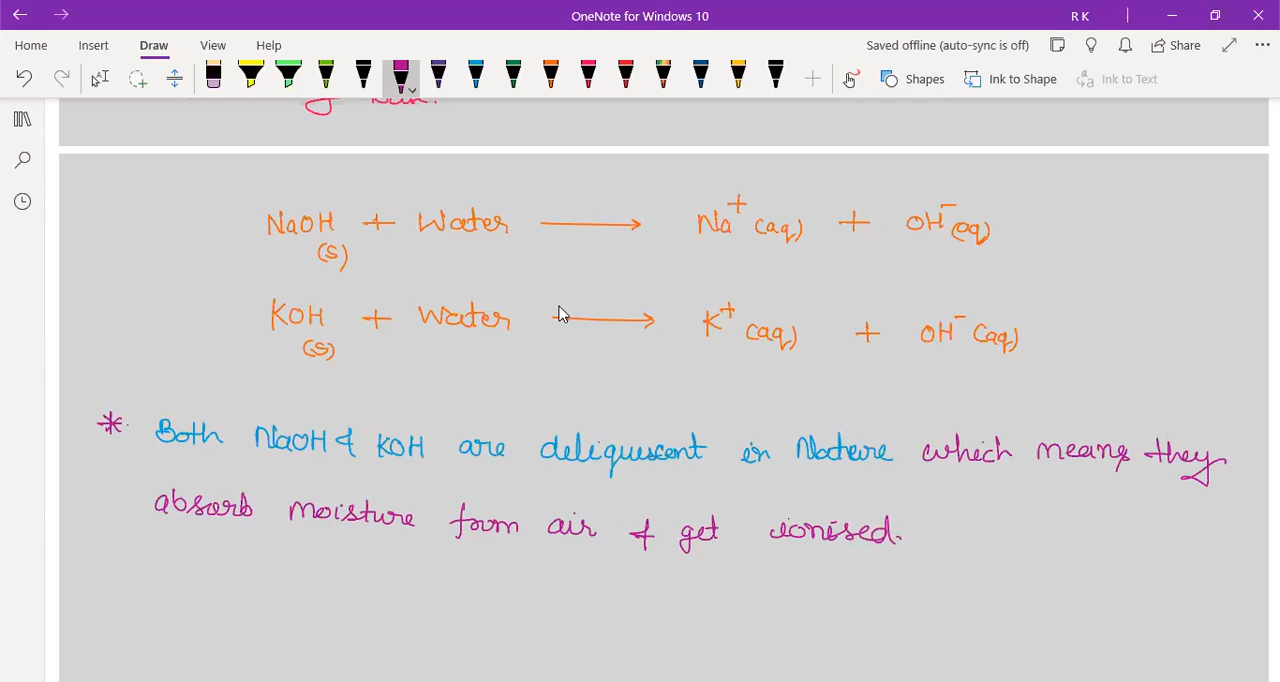 OneNote for Windows 10
R K
Home Insert Draw View Help
Saved offline (auto-sync is off) Share
Shapes Ink to Shape Ink to Text
NaOH (s) + Water → Na⁺ (aq) + OH⁻ (aq)
KOH (s) + Water → K⁺ (aq) + OH⁻ (aq)
* Both NaOH & KOH are deliquescent in Nature which means they
absorb moisture from air & get ionised.